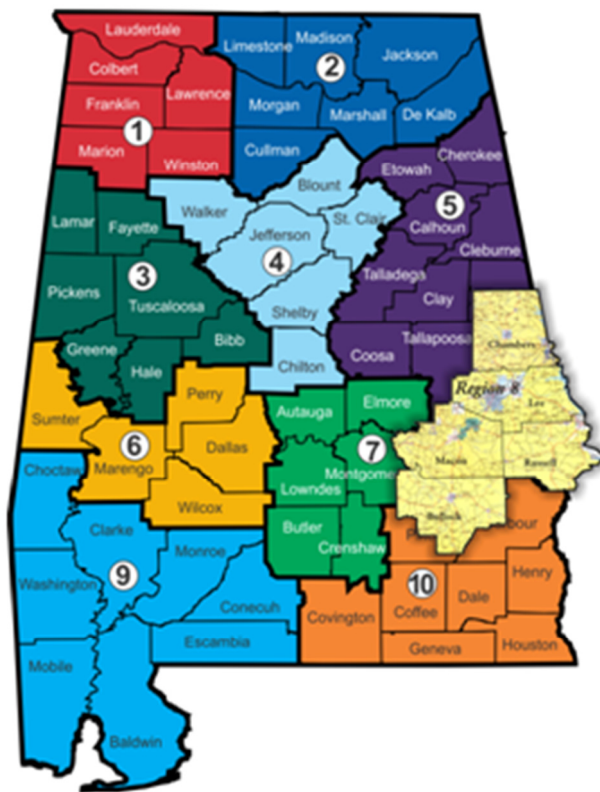 Lauderdale
Limestone
Madison
Jackson
Colbert
2
Lawrence
Franklin
Morgan
Marshall
De Kalb
1
Marion
Winston
Cullman
Cherokee
Etowah
Blount
Walker
St. Clair
5
Calhoun
Lamar
Fayette
Jefferson
4
Cleburne
3
Talladega
Pickens
Tuscaloosa
Clay
Shelby
Bibb
Tallapoosa
Chambers
Greene
Hale
Coosa
Chilton
Region 8
Perry
Autauga
Elmore
Lee
Sumter
6
Dallas
7
Marengo
Macon
Russell
Choctaw
Montgome
Lowndes
Wilcox
Bullock
Clarke
Butler
P
bour
Monroe
Crenshaw
9
Washington
10
Henry
Conecuh
Covington
Coffee
Dale
Escambia
Geneva
Houston
Mobile
Baldwin